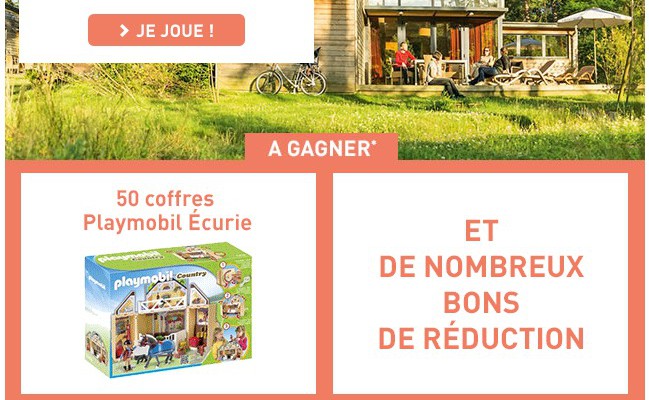 > JE JOUE !
A GAGNER*
50 coffres
Playmobil Écurie
playmobil Country
ET
DE NOMBREUX
BONS
DE RÉDUCTION